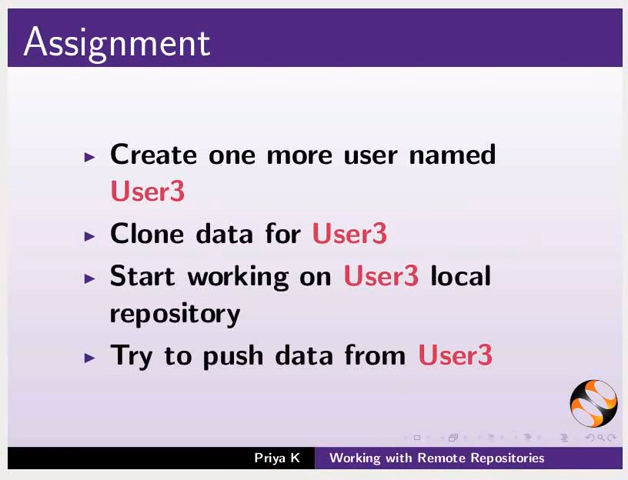 Assignment
Create one more user named
User3
Clone data for User3
Start working on User3 local
repository
Try to push data from User3
Priya K Working with Remote Repositories